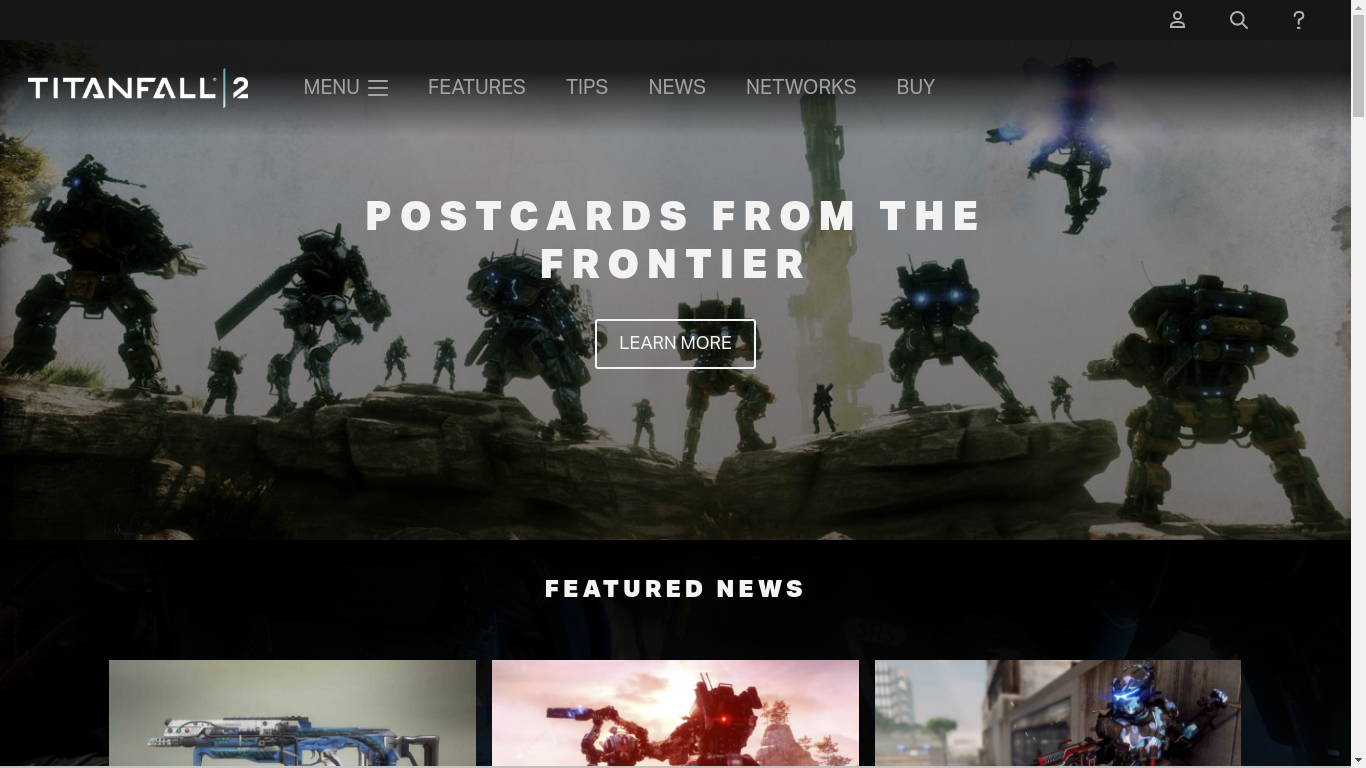 ?
TITANFALL 2
MENU
FEATURES
TIPS
NEWS
NETWORKS
BUY
POSTCARDS FROM THE
FRONTIER
LEARN MORE
FEATURED NEWS